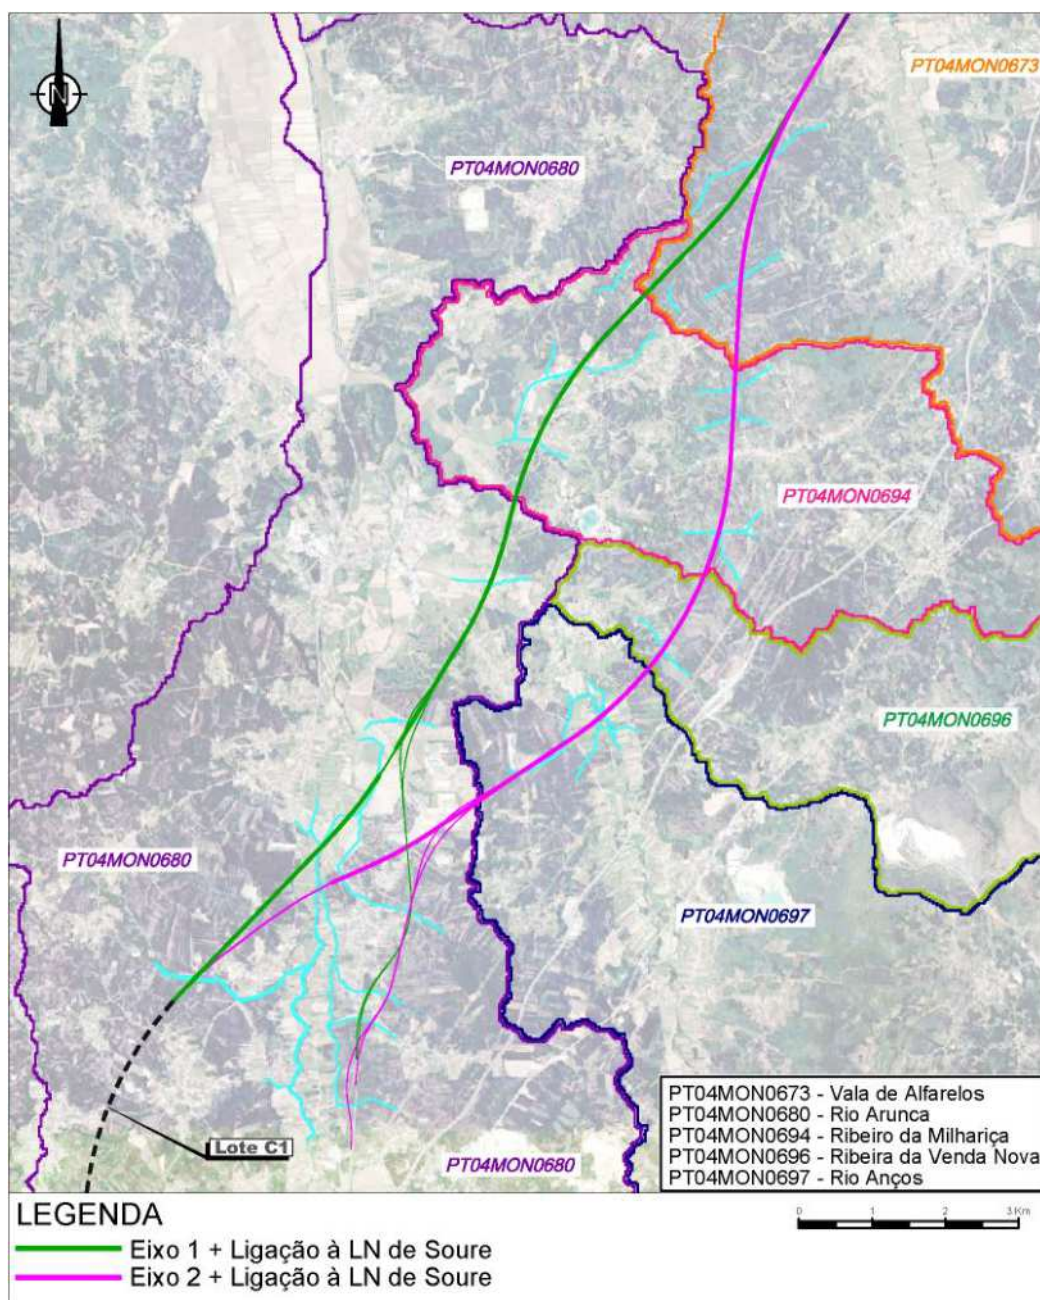 N
PT04MON0673
PT04MON0680
PT04MON0694
PT04MON0696
PT04MON0680
PT04MON0697
Lote C1
PT04MON0680
PT04MON0673 - Vala de Alfarelos
PT04MON0680 - Rio Arunca
PT04MON0694 - Ribeiro da Milhariça
PT04MON0696 - Ribeira da Venda Nova
PT04MON0697 - Rio Anços
LEGENDA
0 1 2 3 Km
Eixo 1 + Ligação à LN de Soure
Eixo 2 + Ligação à LN de Soure